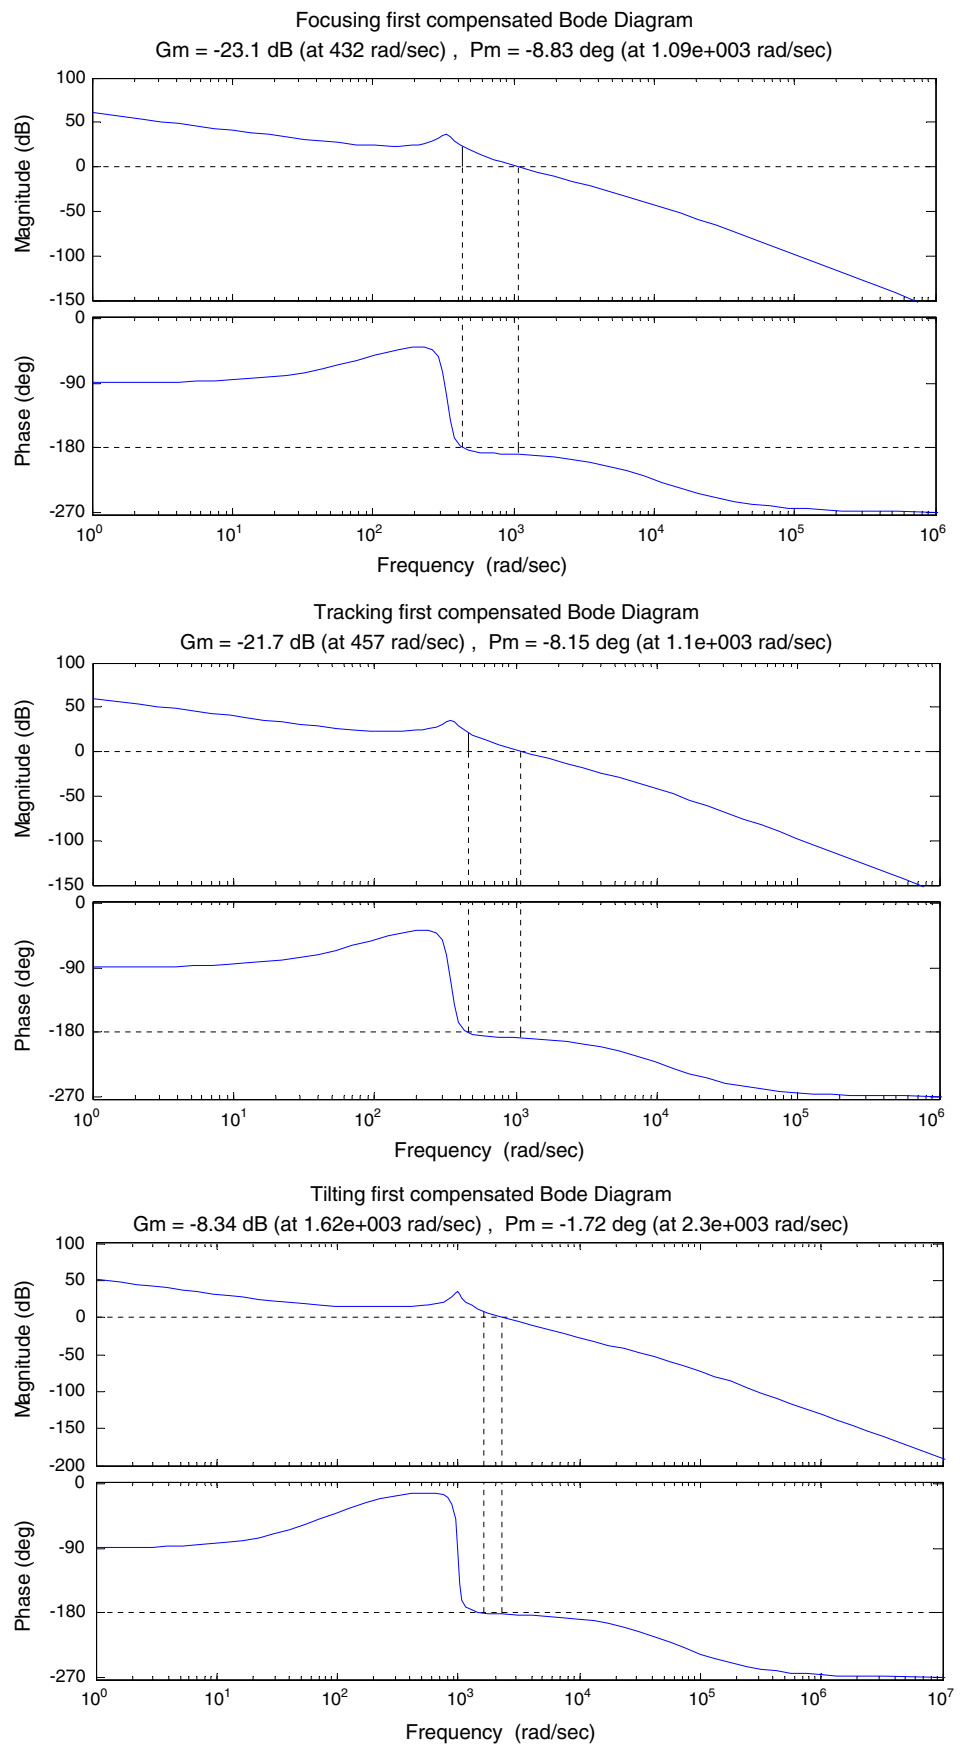 Focusing first compensated Bode Diagram
Gm = -23.1 dB (at 432 rad/sec) ,  Pm = -8.83 deg (at 1.09e+003 rad/sec)
100
50
0
-50
-100
-150
Magnitude (dB)
0
-90
-180
-270
Phase (deg)
10^0 10^1 10^2 10^3 10^4 10^5 10^6
Frequency (rad/sec)
Tracking first compensated Bode Diagram
Gm = -21.7 dB (at 457 rad/sec) ,  Pm = -8.15 deg (at 1.1e+003 rad/sec)
100
50
0
-50
-100
-150
Magnitude (dB)
0
-90
-180
-270
Phase (deg)
10^0 10^1 10^2 10^3 10^4 10^5 10^6
Frequency (rad/sec)
Tilting first compensated Bode Diagram
Gm = -8.34 dB (at 1.62e+003 rad/sec) ,  Pm = -1.72 deg (at 2.3e+003 rad/sec)
100
50
0
-50
-100
-150
-200
Magnitude (dB)
0
-90
-180
-270
Phase (deg)
10^0 10^1 10^2 10^3 10^4 10^5 10^6 10^7
Frequency (rad/sec)